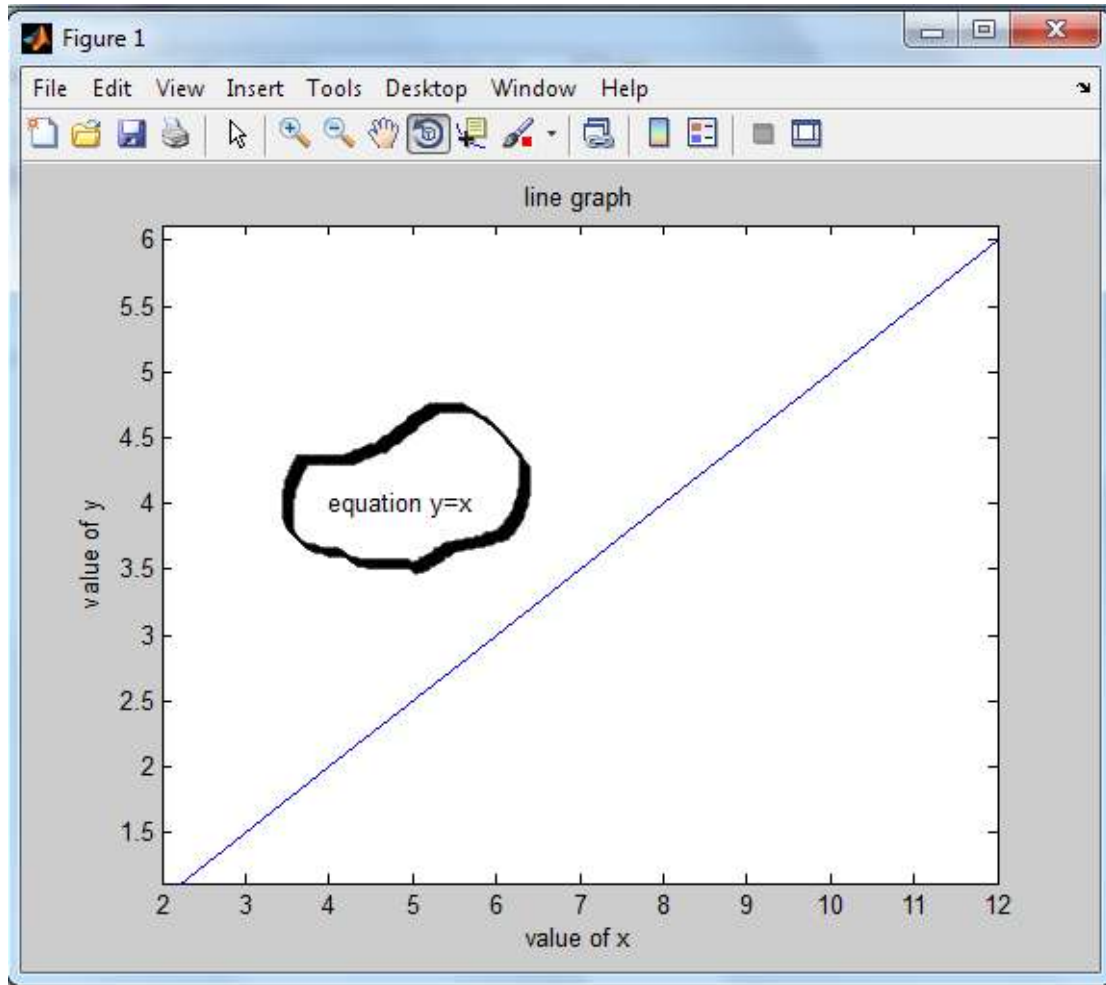 Figure 1
File Edit View Insert Tools Desktop Window Help
line graph
6
5.5
5
4.5
4
3.5
3
2.5
2
1.5
value of y
equation y=x
2 3 4 5 6 7 8 9 10 11 12
value of x